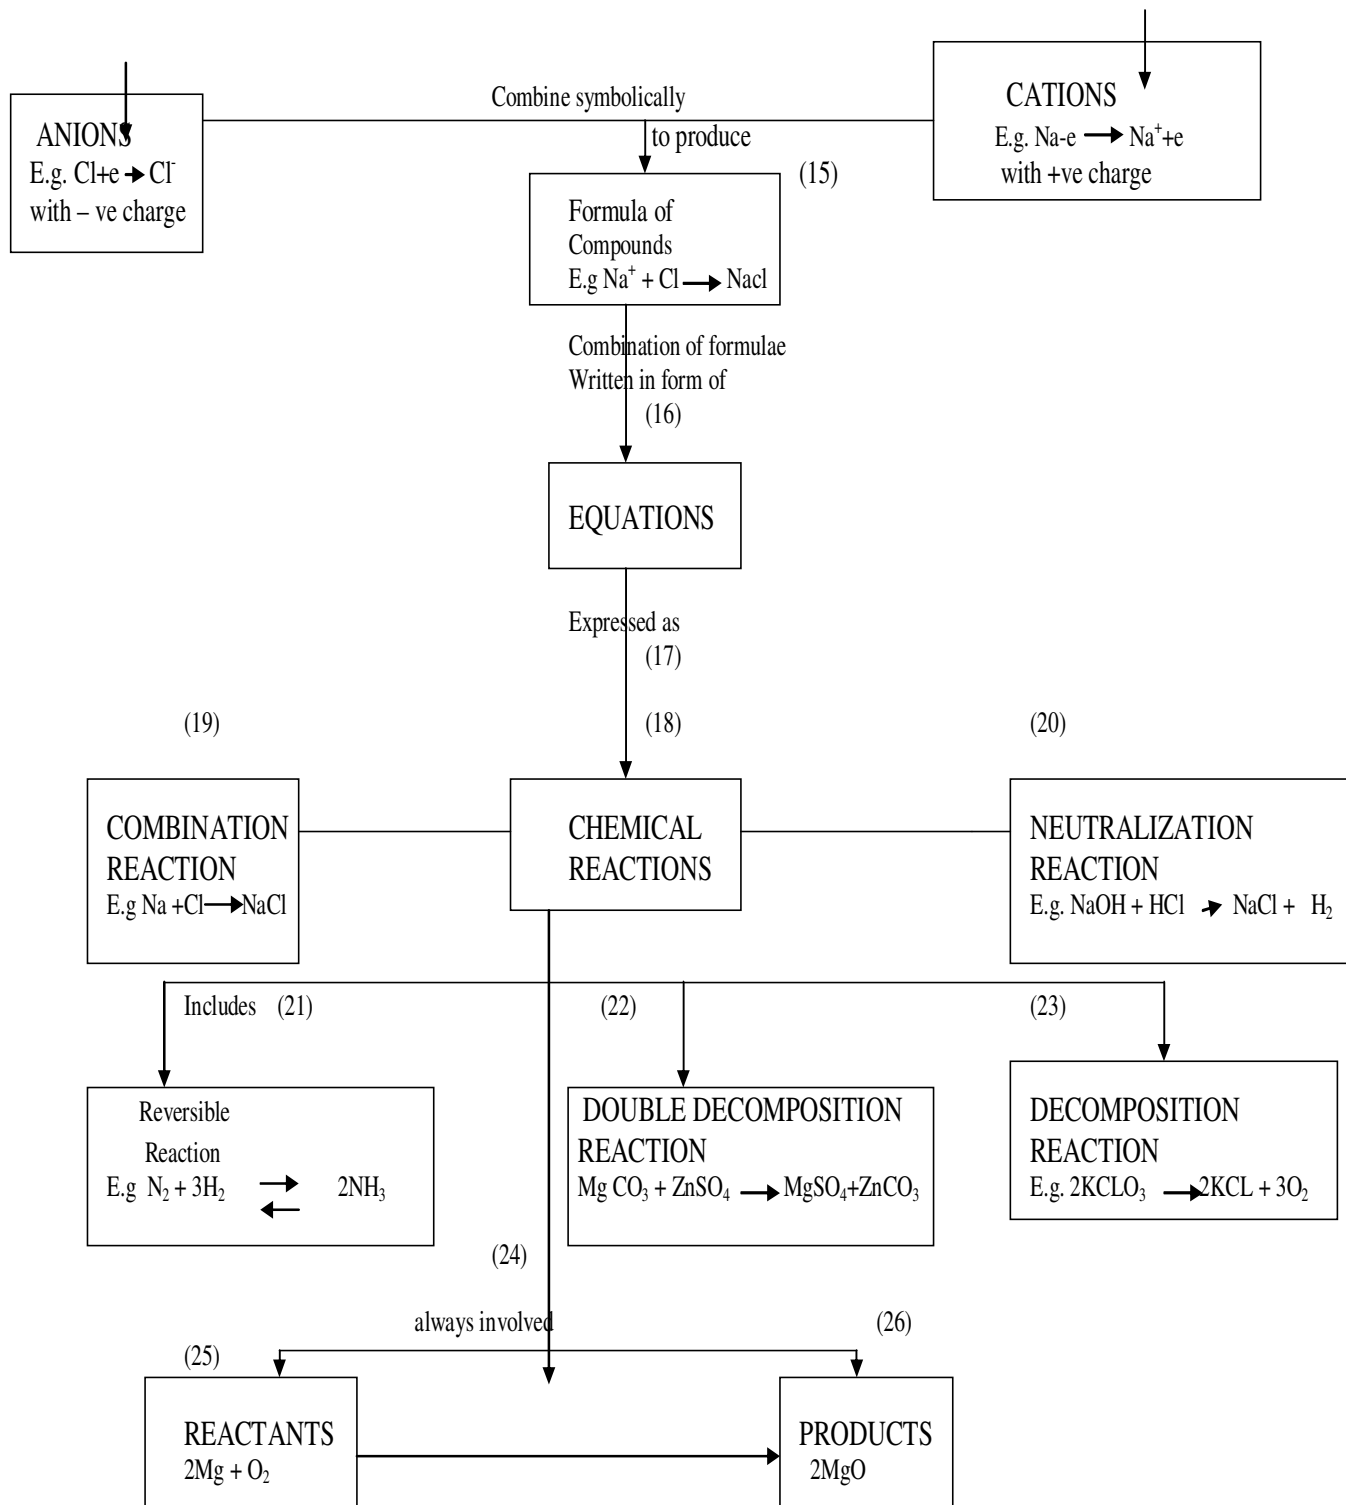 Combine symbolically
to produce
ANIONS
E.g. Cl+e → Cl⁻
with – ve charge
CATIONS
E.g. Na-e → Na⁺+e
with +ve charge
(15)
Formula of
Compounds
E.g Na⁺ + Cl → Nacl
Combination of formulae
Written in form of
(16)
EQUATIONS
Expressed as
(17)
(19)
(18)
(20)
COMBINATION
REACTION
E.g Na +Cl → NaCl
CHEMICAL
REACTIONS
NEUTRALIZATION
REACTION
E.g. NaOH + HCl → NaCl + H₂
Includes (21)
(22)
(23)
Reversible
Reaction
E.g N₂ + 3H₂ ⇄ 2NH₃
DOUBLE DECOMPOSITION
REACTION
Mg CO₃ + ZnSO₄ → MgSO₄+ZnCO₃
DECOMPOSITION
REACTION
E.g. 2KCLO₃ → 2KCL + 3O₂
(24)
always involved
(26)
(25)
REACTANTS
2Mg + O₂
PRODUCTS
2MgO